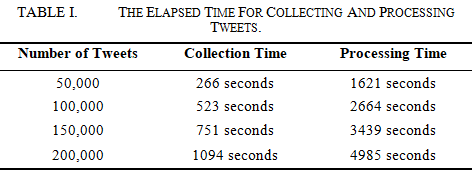 TABLE I. THE ELAPSED TIME FOR COLLECTING AND PROCESSING
TWEETS.
Number of Tweets Collection Time Processing Time
50,000 266 seconds 1621 seconds
100,000 523 seconds 2664 seconds
150,000 751 seconds 3439 seconds
200,000 1094 seconds 4985 seconds